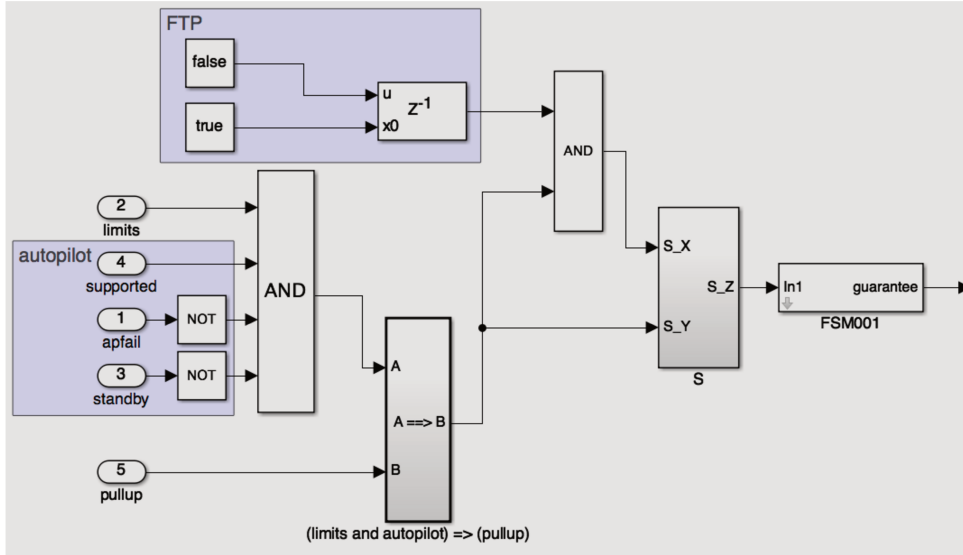 FTP
false
true
u
x0
z-1
AND
2
limits
autopilot
4
supported
1
apfail
NOT
3
standby
NOT
AND
5
pullup
A
A ==> B
B
(limits and autopilot) => (pullup)
S_X
S_Z
S_Y
S
In1
guarantee
FSM001